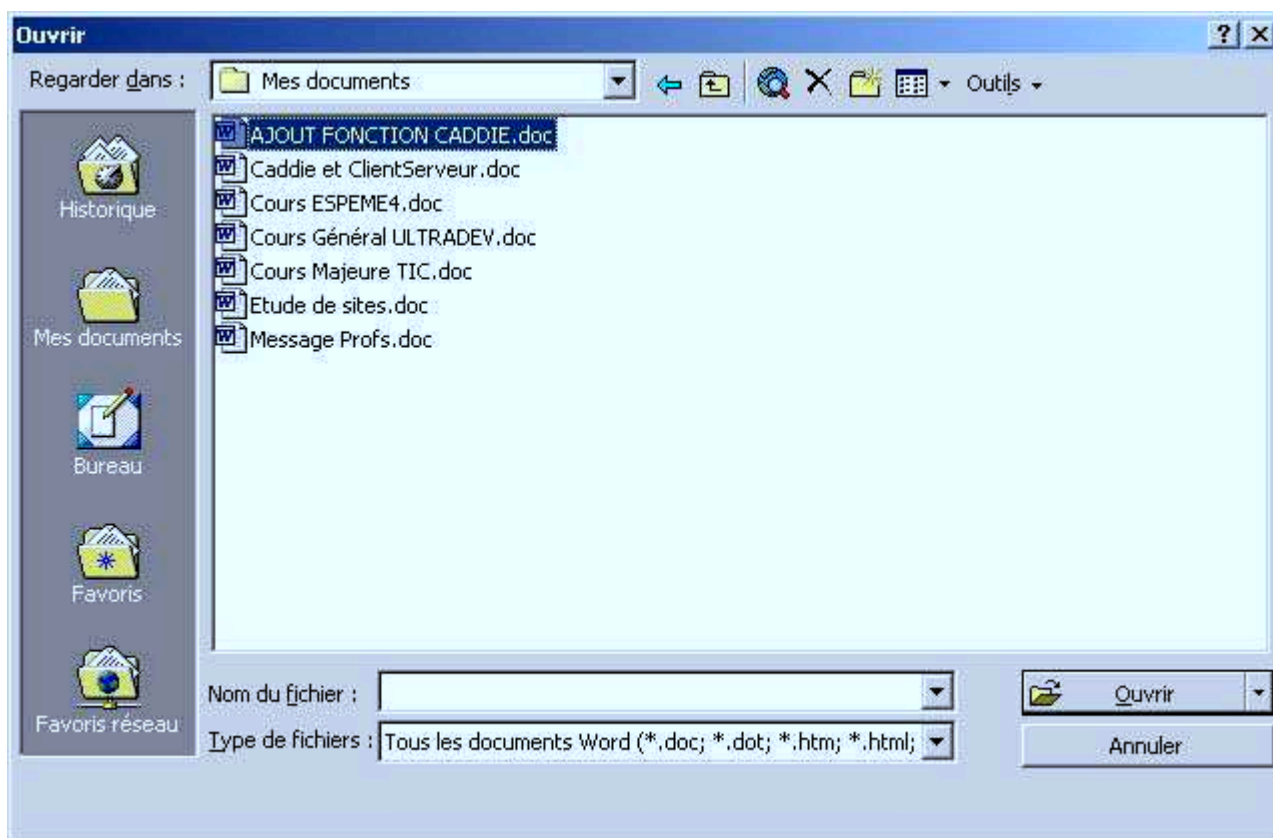 Ouvrir
Regarder dans :
Mes documents
Outils
Historique
Mes documents
Bureau
Favoris
Favoris réseau
AJOUT FONCTION CADDIE.doc
Caddie et ClientServeur.doc
Cours ESPEME4.doc
Cours Général ULTRADEV.doc
Cours Majeure TIC.doc
Etude de sites.doc
Message Profs.doc
Nom du fichier :
Ouvrir
Type de fichiers :
Tous les documents Word (*.doc; *.dot; *.htm; *.html;
Annuler